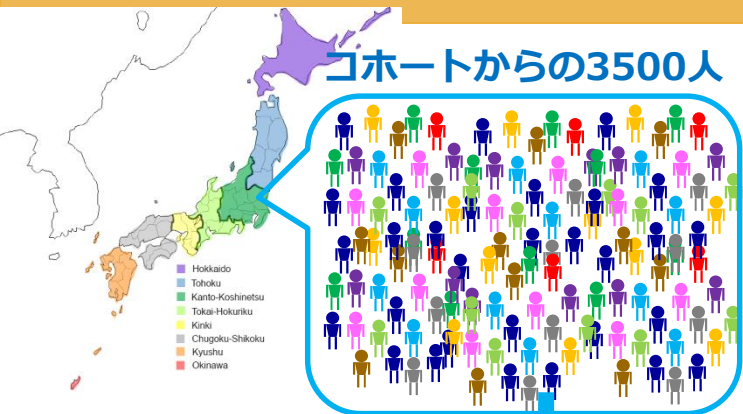 コホートからの3500人
Hokkaido
Tohoku
Kanto-Koshinetsu
Tokai-Hokuriku
Kinki
Chugoku-Shikoku
Kyushu
Okinawa